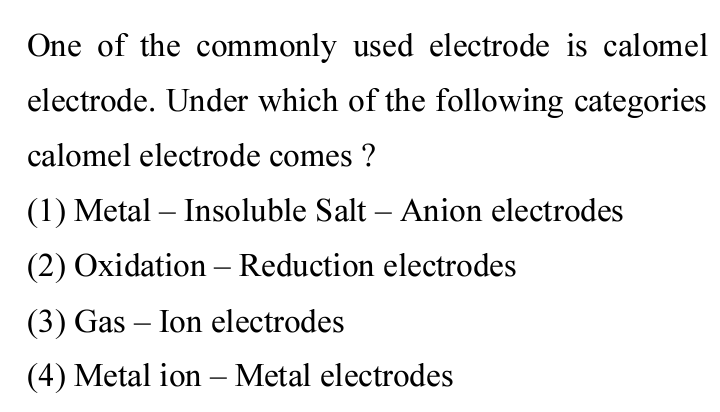 One of the commonly used electrode is calomel
electrode. Under which of the following categories
calomel electrode comes ?
(1) Metal – Insoluble Salt – Anion electrodes
(2) Oxidation – Reduction electrodes
(3) Gas – Ion electrodes
(4) Metal ion – Metal electrodes